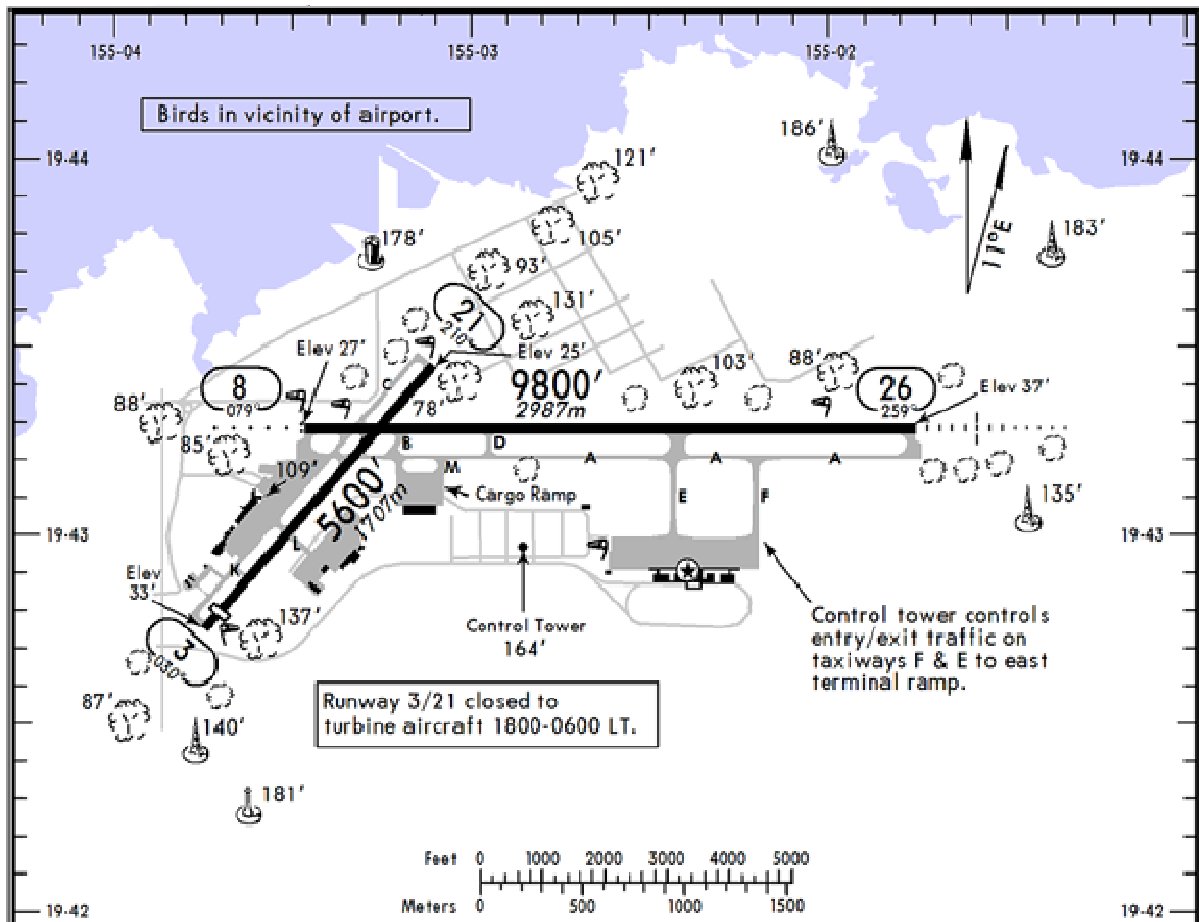 155-04 155-03 155-02
Birds in vicinity of airport.
186'
19-44 19-44
121'
178' 105' 183'
11°E
93'
131'
21
210°
Elev 27' Elev 25'
103' 88'
8
079°
9800'
2987m
26
259°
Elev 37'
C
88' 78'
85'
B D
A A A
109' M
Cargo Ramp
E F
135'
5600'
1707m
19-43 19-43
L
K
Elev
33'
137'
Control Tower
164'
Control tower controls
entry/exit traffic on
taxiways F & E to east
terminal ramp.
3
030°
87'
140'
Runway 3/21 closed to
turbine aircraft 1800-0600 LT.
181'
Feet 0 1000 2000 3000 4000 5000
Meters 0 500 1000 1500
19-42 19-42